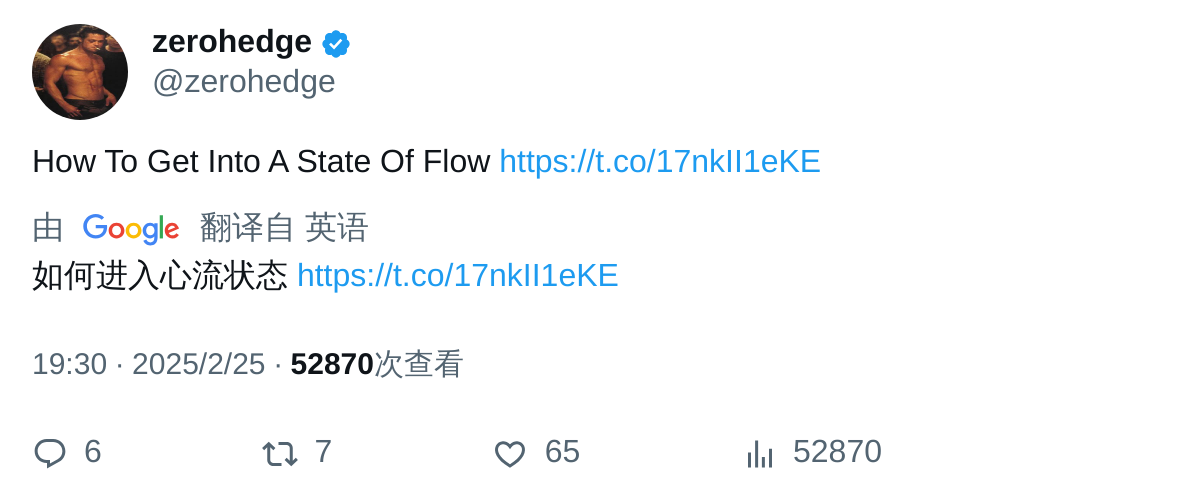 zerohedge
@zerohedge
How To Get Into A State Of Flow https://t.co/17nkII1eKE
由 Google 翻译自 英语
如何进入心流状态 https://t.co/17nkII1eKE
19:30 · 2025/2/25 · 52870次查看
6 7 65 52870